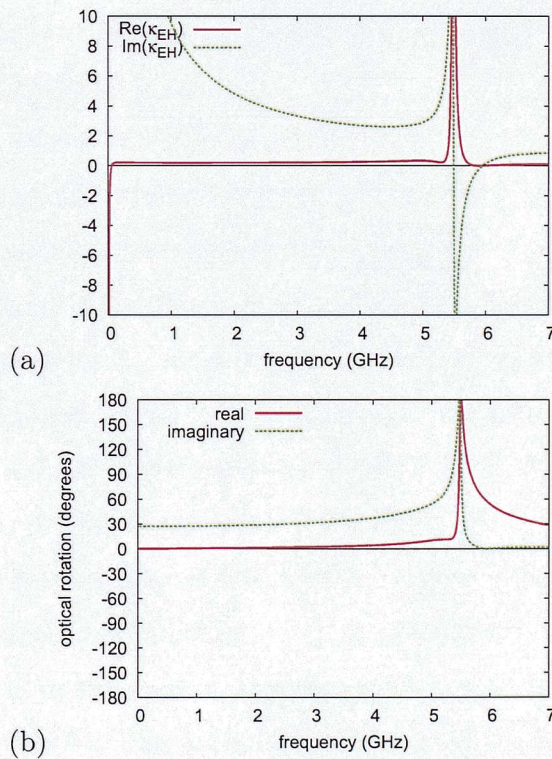 10
8
6
4
2
0
-2
-4
-6
-8
-10
Re(κEH)
Im(κEH)
0 1 2 3 4 5 6 7
frequency (GHz)
(a)
180
150
120
90
60
30
0
-30
-60
-90
-120
-150
-180
optical rotation (degrees)
real
imaginary
0 1 2 3 4 5 6 7
frequency (GHz)
(b)